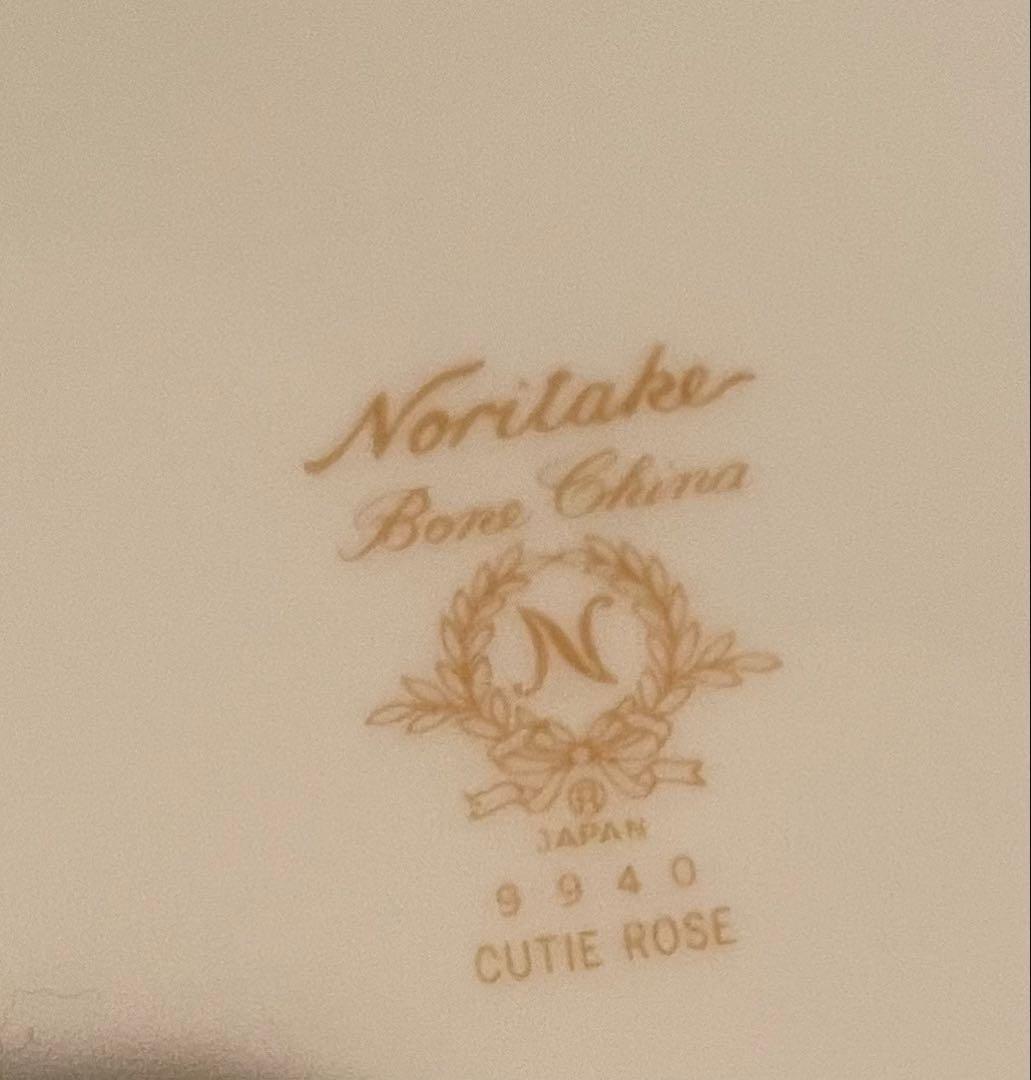 Noritake
Bone China
N
®
JAPAN
9940
CUTIE ROSE